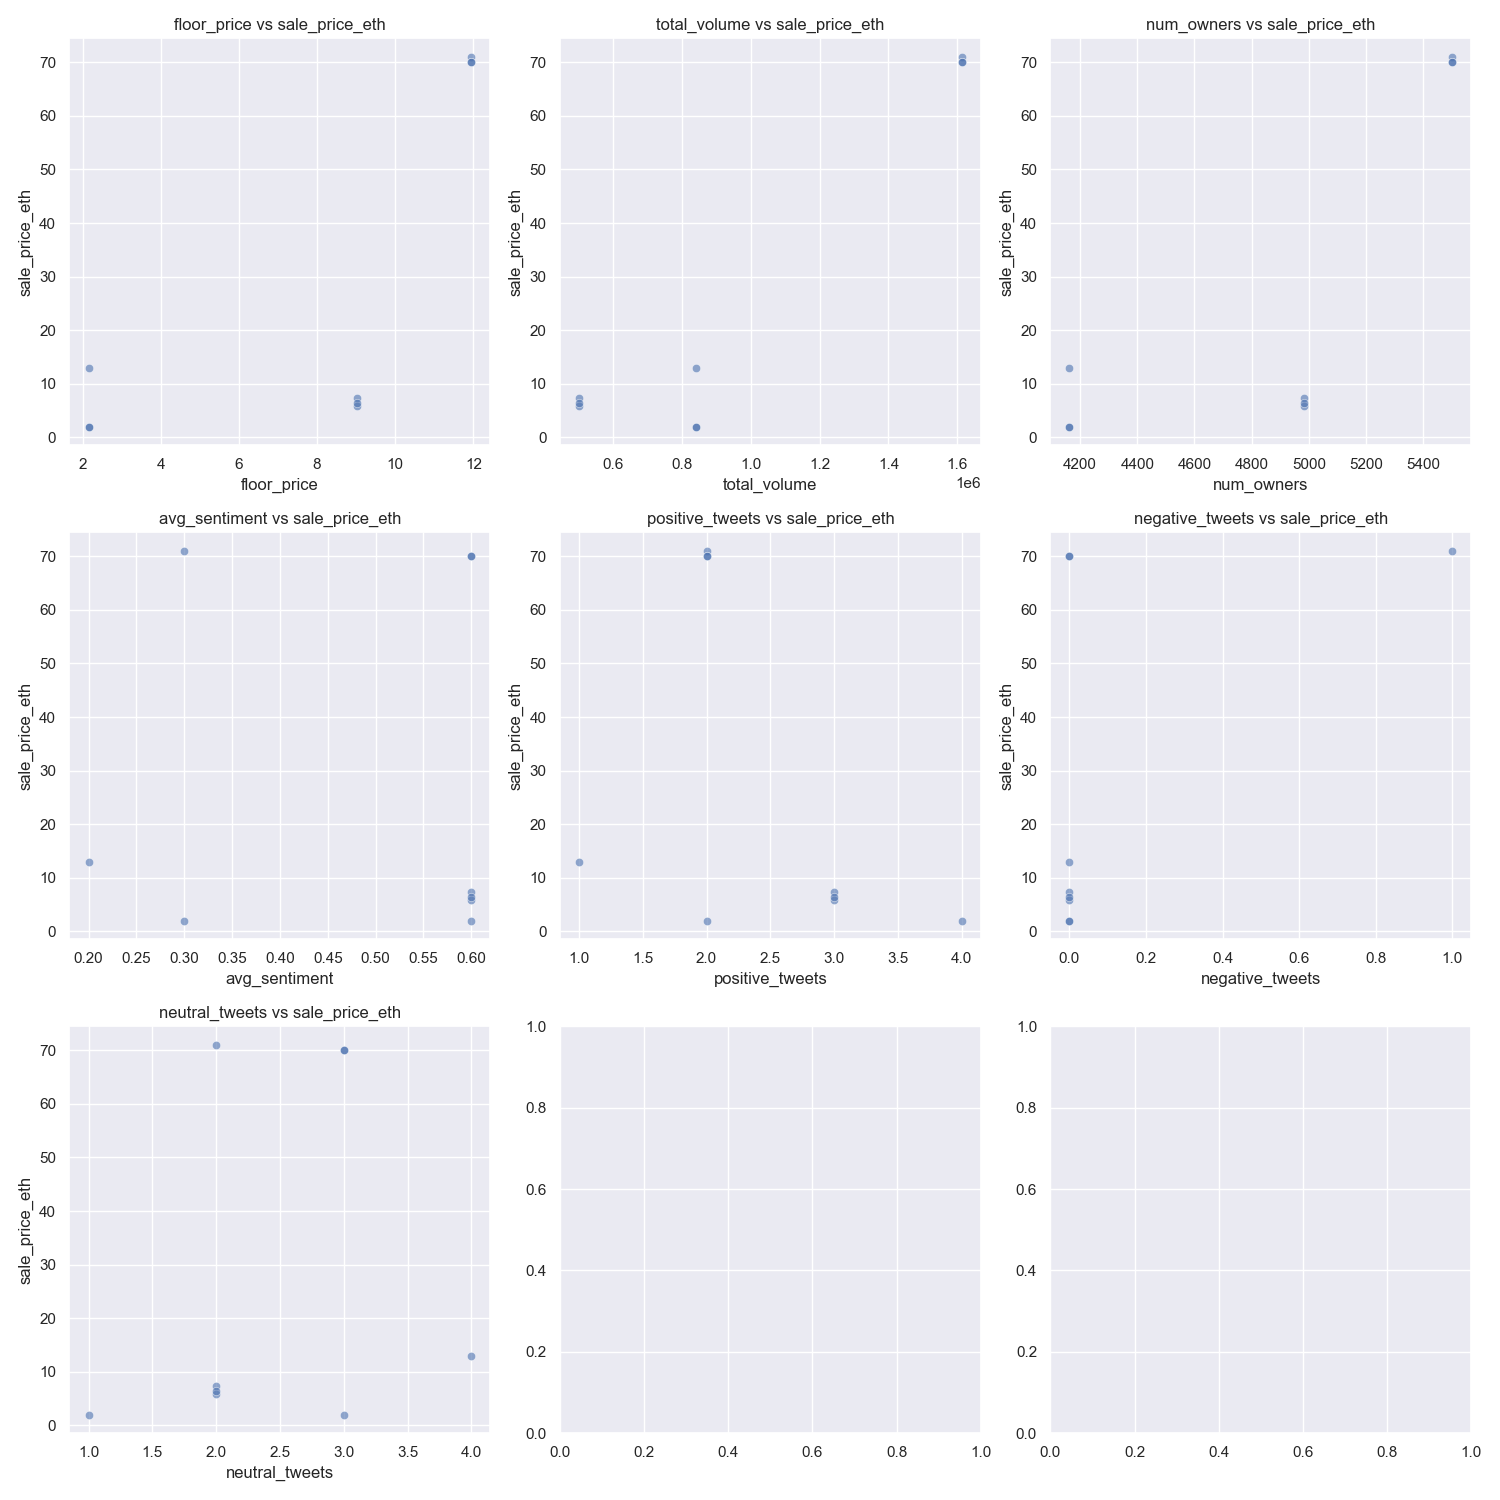 floor_price vs sale_price_eth
70
60
50
40
30
20
10
0
sale_price_eth
2 4 6 8 10 12
floor_price
total_volume vs sale_price_eth
70
60
50
40
30
20
10
0
sale_price_eth
0.6 0.8 1.0 1.2 1.4 1.6
1e6
total_volume
num_owners vs sale_price_eth
70
60
50
40
30
20
10
0
sale_price_eth
4200 4400 4600 4800 5000 5200 5400
num_owners
avg_sentiment vs sale_price_eth
70
60
50
40
30
20
10
0
sale_price_eth
0.20 0.25 0.30 0.35 0.40 0.45 0.50 0.55 0.60
avg_sentiment
positive_tweets vs sale_price_eth
70
60
50
40
30
20
10
0
sale_price_eth
1.0 1.5 2.0 2.5 3.0 3.5 4.0
positive_tweets
negative_tweets vs sale_price_eth
70
60
50
40
30
20
10
0
sale_price_eth
0.0 0.2 0.4 0.6 0.8 1.0
negative_tweets
neutral_tweets vs sale_price_eth
70
60
50
40
30
20
10
0
sale_price_eth
1.0 1.5 2.0 2.5 3.0 3.5 4.0
neutral_tweets
1.0
0.8
0.6
0.4
0.2
0.0
0.0 0.2 0.4 0.6 0.8 1.0
1.0
0.8
0.6
0.4
0.2
0.0
0.0 0.2 0.4 0.6 0.8 1.0